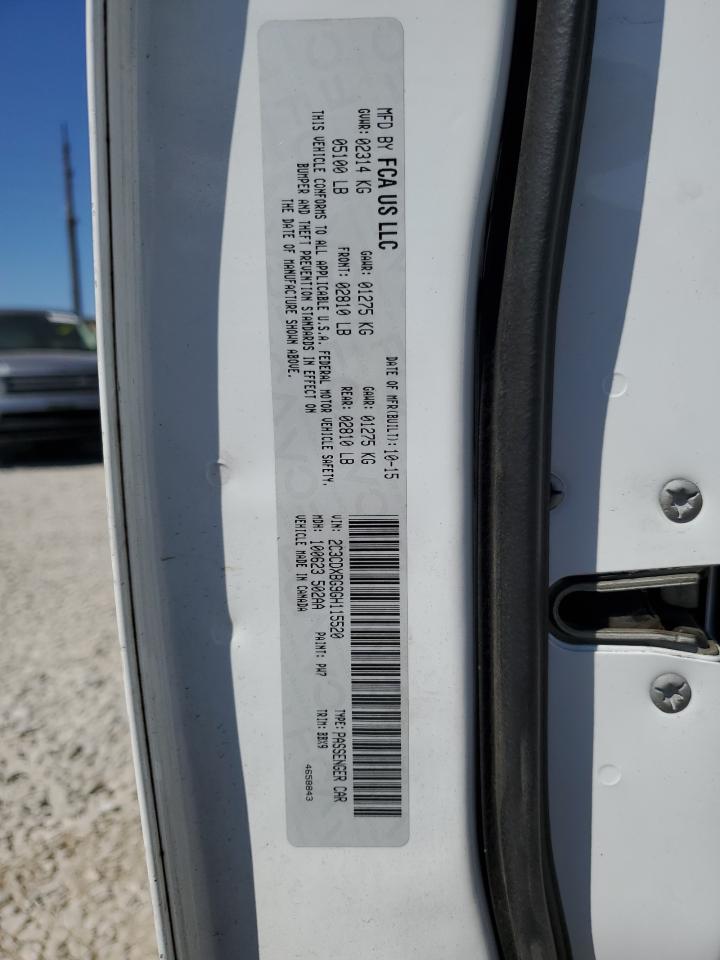 MFD BY FCA US LLC DATE OF MFR(BUILT): 10-15
GVWR: 02314 KG GAWR: 01275 KG GAWR: 01275 KG
05100 LB FRONT: 02810 LB REAR: 02810 LB
THIS VEHICLE CONFORMS TO ALL APPLICABLE U.S.A. FEDERAL MOTOR VEHICLE SAFETY,
BUMPER AND THEFT PREVENTION STANDARDS IN EFFECT ON
THE DATE OF MANUFACTURE SHOWN ABOVE.
VIN: 2C3CDXBG9GH115520 TYPE: PASSENGER CAR
MDH: 100623 502AA PAINT: PW7 TRIM: BBX9
VEHICLE MADE IN CANADA 4658843